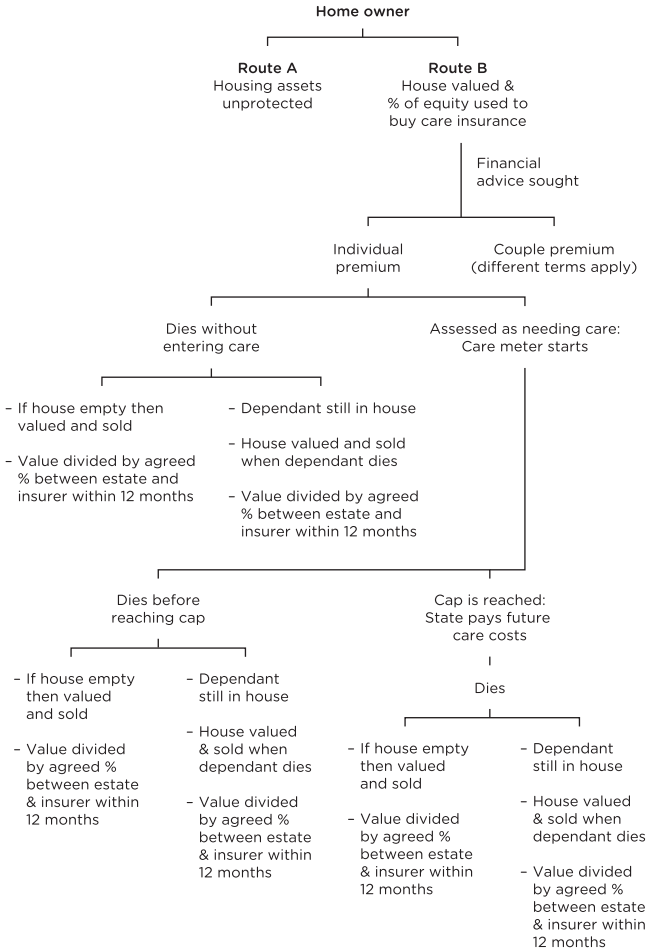 Home owner
Route A
Housing assets
unprotected
Route B
House valued &
% of equity used to
buy care insurance
Financial
advice sought
Individual
premium
Couple premium
(different terms apply)
Dies without
entering care
Assessed as needing care:
Care meter starts
– If house empty then
valued and sold
– Value divided by agreed
% between estate and
insurer within 12 months
– Dependant still in house
– House valued and sold
when dependant dies
– Value divided by agreed
% between estate and
insurer within 12 months
Dies before
reaching cap
Cap is reached:
State pays future
care costs
– If house empty
then valued
and sold
– Value divided
by agreed %
between estate
& insurer within
12 months
– Dependant
still in house
– House valued
& sold when
dependant dies
– Value divided
by agreed %
between estate
& insurer within
12 months
Dies
– If house empty
then valued
and sold
– Value divided
by agreed %
between estate
& insurer within
12 months
– Dependant
still in house
– House valued
& sold when
dependant dies
– Value divided
by agreed %
between estate
& insurer within
12 months